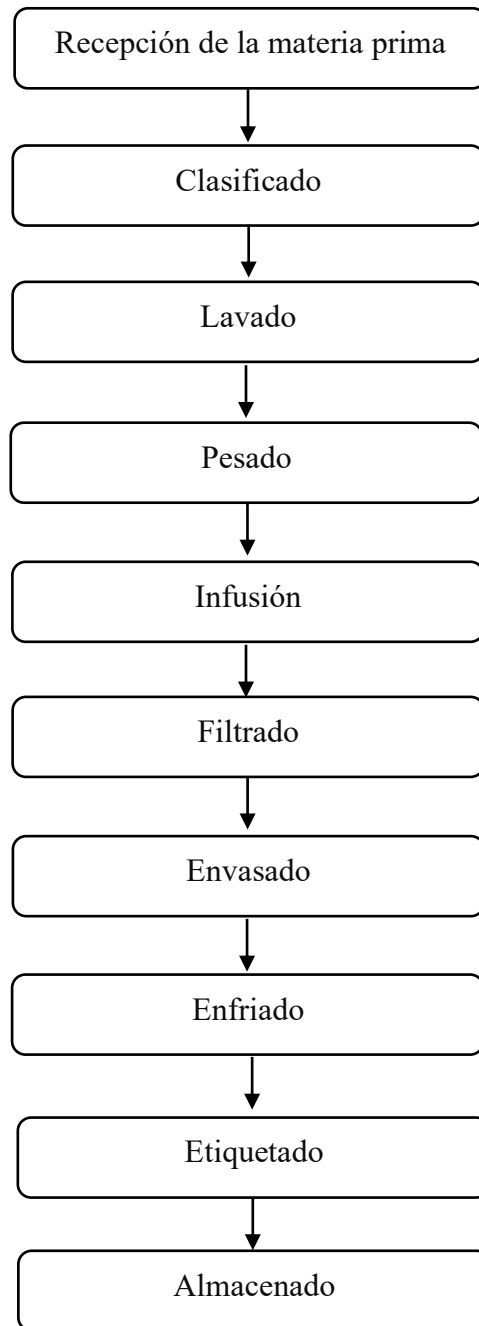 Recepción de la materia prima
Clasificado
Lavado
Pesado
Infusión
Filtrado
Envasado
Enfriado
Etiquetado
Almacenado